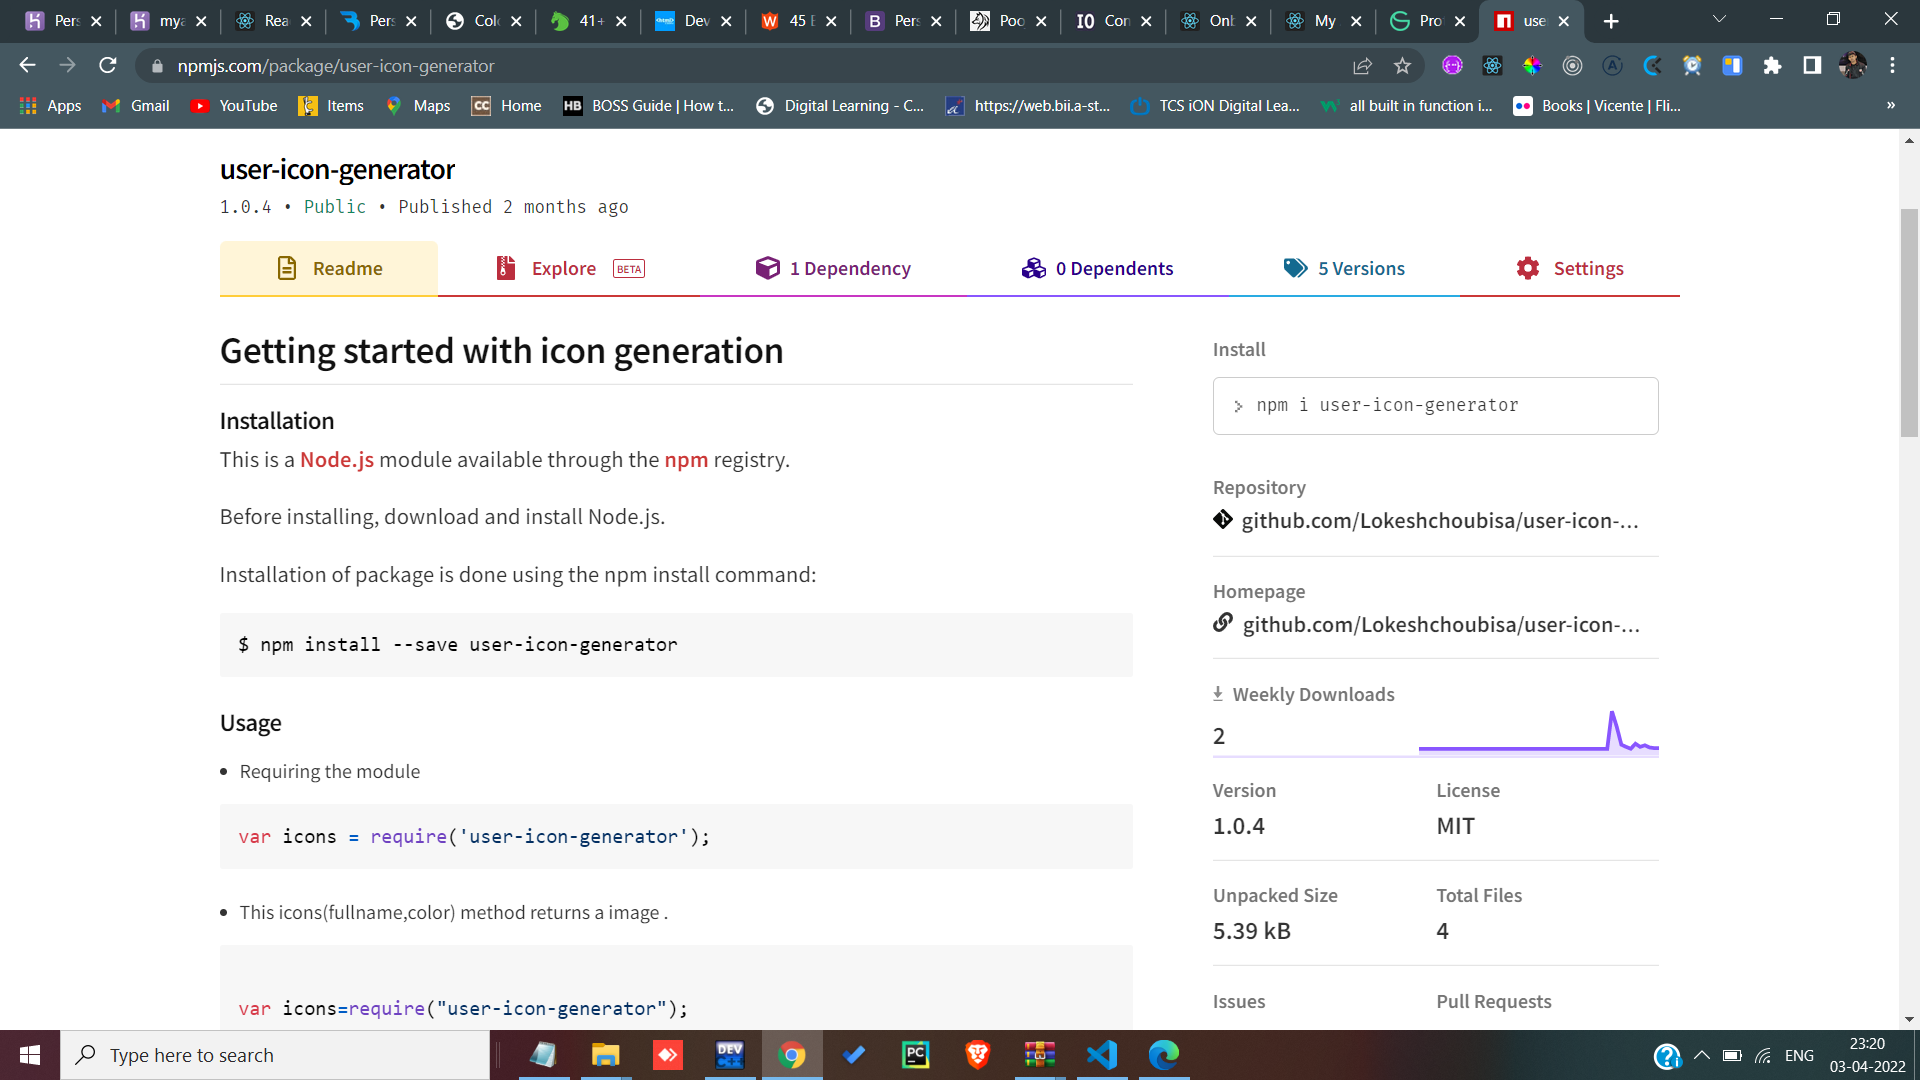 Pers
mya
Rea
Pers
Colo
41+
Dev
45 B
Pers
Poo
Con
Onl
My
Pro
use
npmjs.com/package/user-icon-generator
Apps
Gmail
YouTube
Items
Maps
CC
Home
HB
BOSS Guide | How t...
Digital Learning - C...
https://web.bii.a-st...
TCS iON Digital Lea...
all built in function i...
Books | Vicente | Fli...
»
user-icon-generator
1.0.4 • Public • Published 2 months ago
Readme
Explore BETA
1 Dependency
0 Dependents
5 Versions
Settings
Getting started with icon generation
Installation
This is a Node.js module available through the npm registry.
Before installing, download and install Node.js.
Installation of package is done using the npm install command:
$ npm install --save user-icon-generator
Usage
• Requiring the module
var icons = require('user-icon-generator');
• This icons(fullname,color) method returns a image .
var icons=require("user-icon-generator");
Install
> npm i user-icon-generator
Repository
github.com/Lokeshchoubisa/user-icon-...
Homepage
github.com/Lokeshchoubisa/user-icon-...
Weekly Downloads
2
Version
License
1.0.4
MIT
Unpacked Size
Total Files
5.39 kB
4
Issues
Pull Requests
Type here to search
DEV
PC
ENG
23:20
03-04-2022